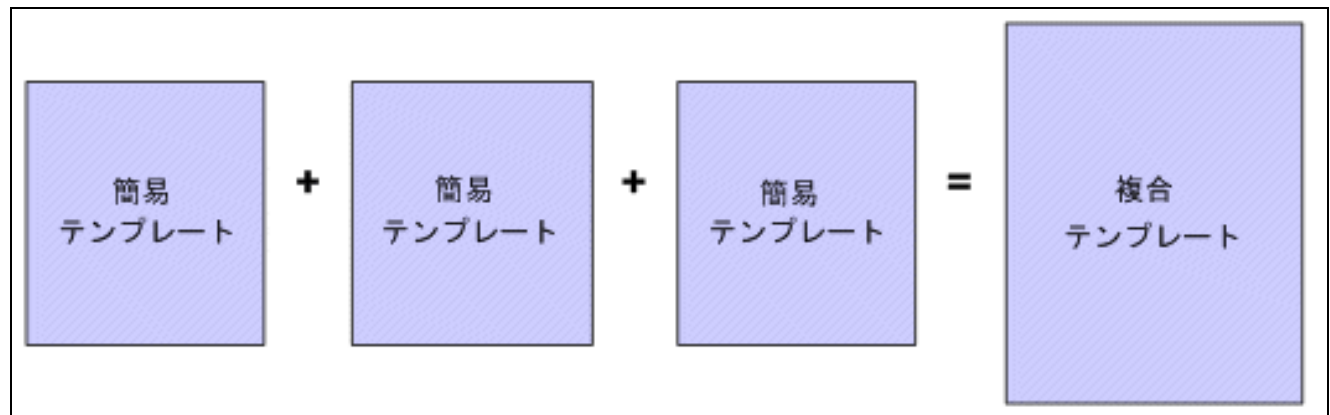 簡易
テンプレート
+
簡易
テンプレート
+
簡易
テンプレート
=
複合
テンプレート